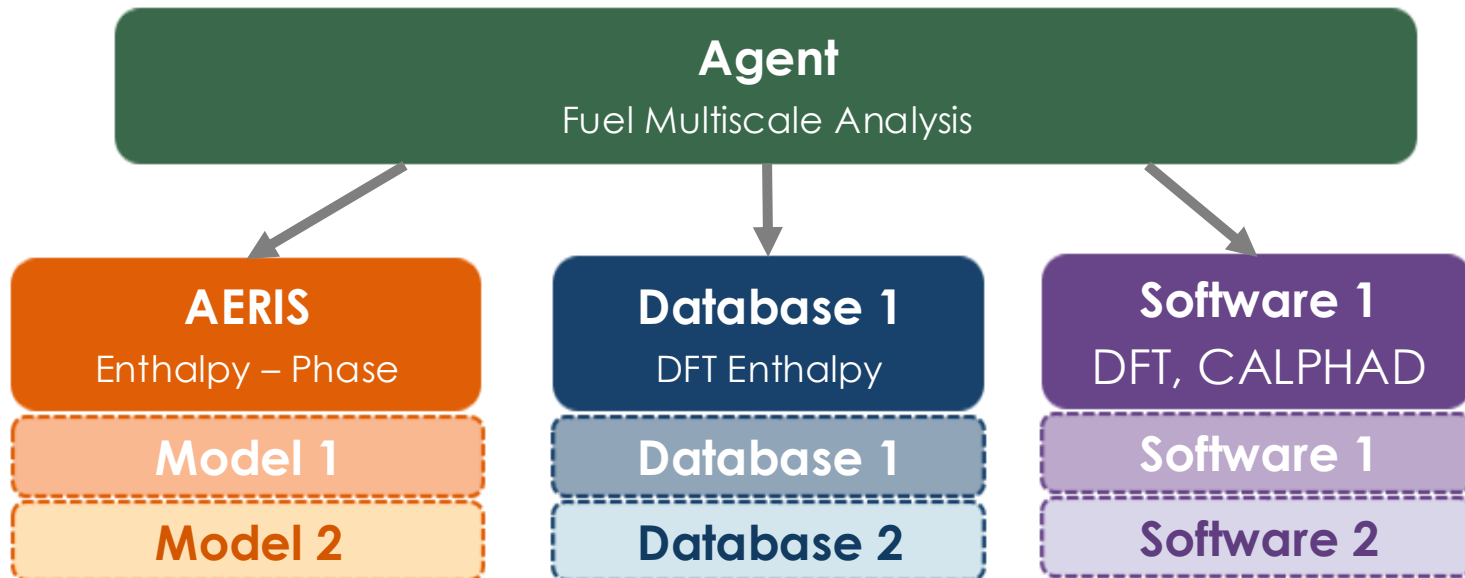 Agent
Fuel Multiscale Analysis
AERIS
Enthalpy – Phase
Model 1
Model 2
Database 1
DFT Enthalpy
Database 1
Database 2
Software 1
DFT, CALPHAD
Software 1
Software 2